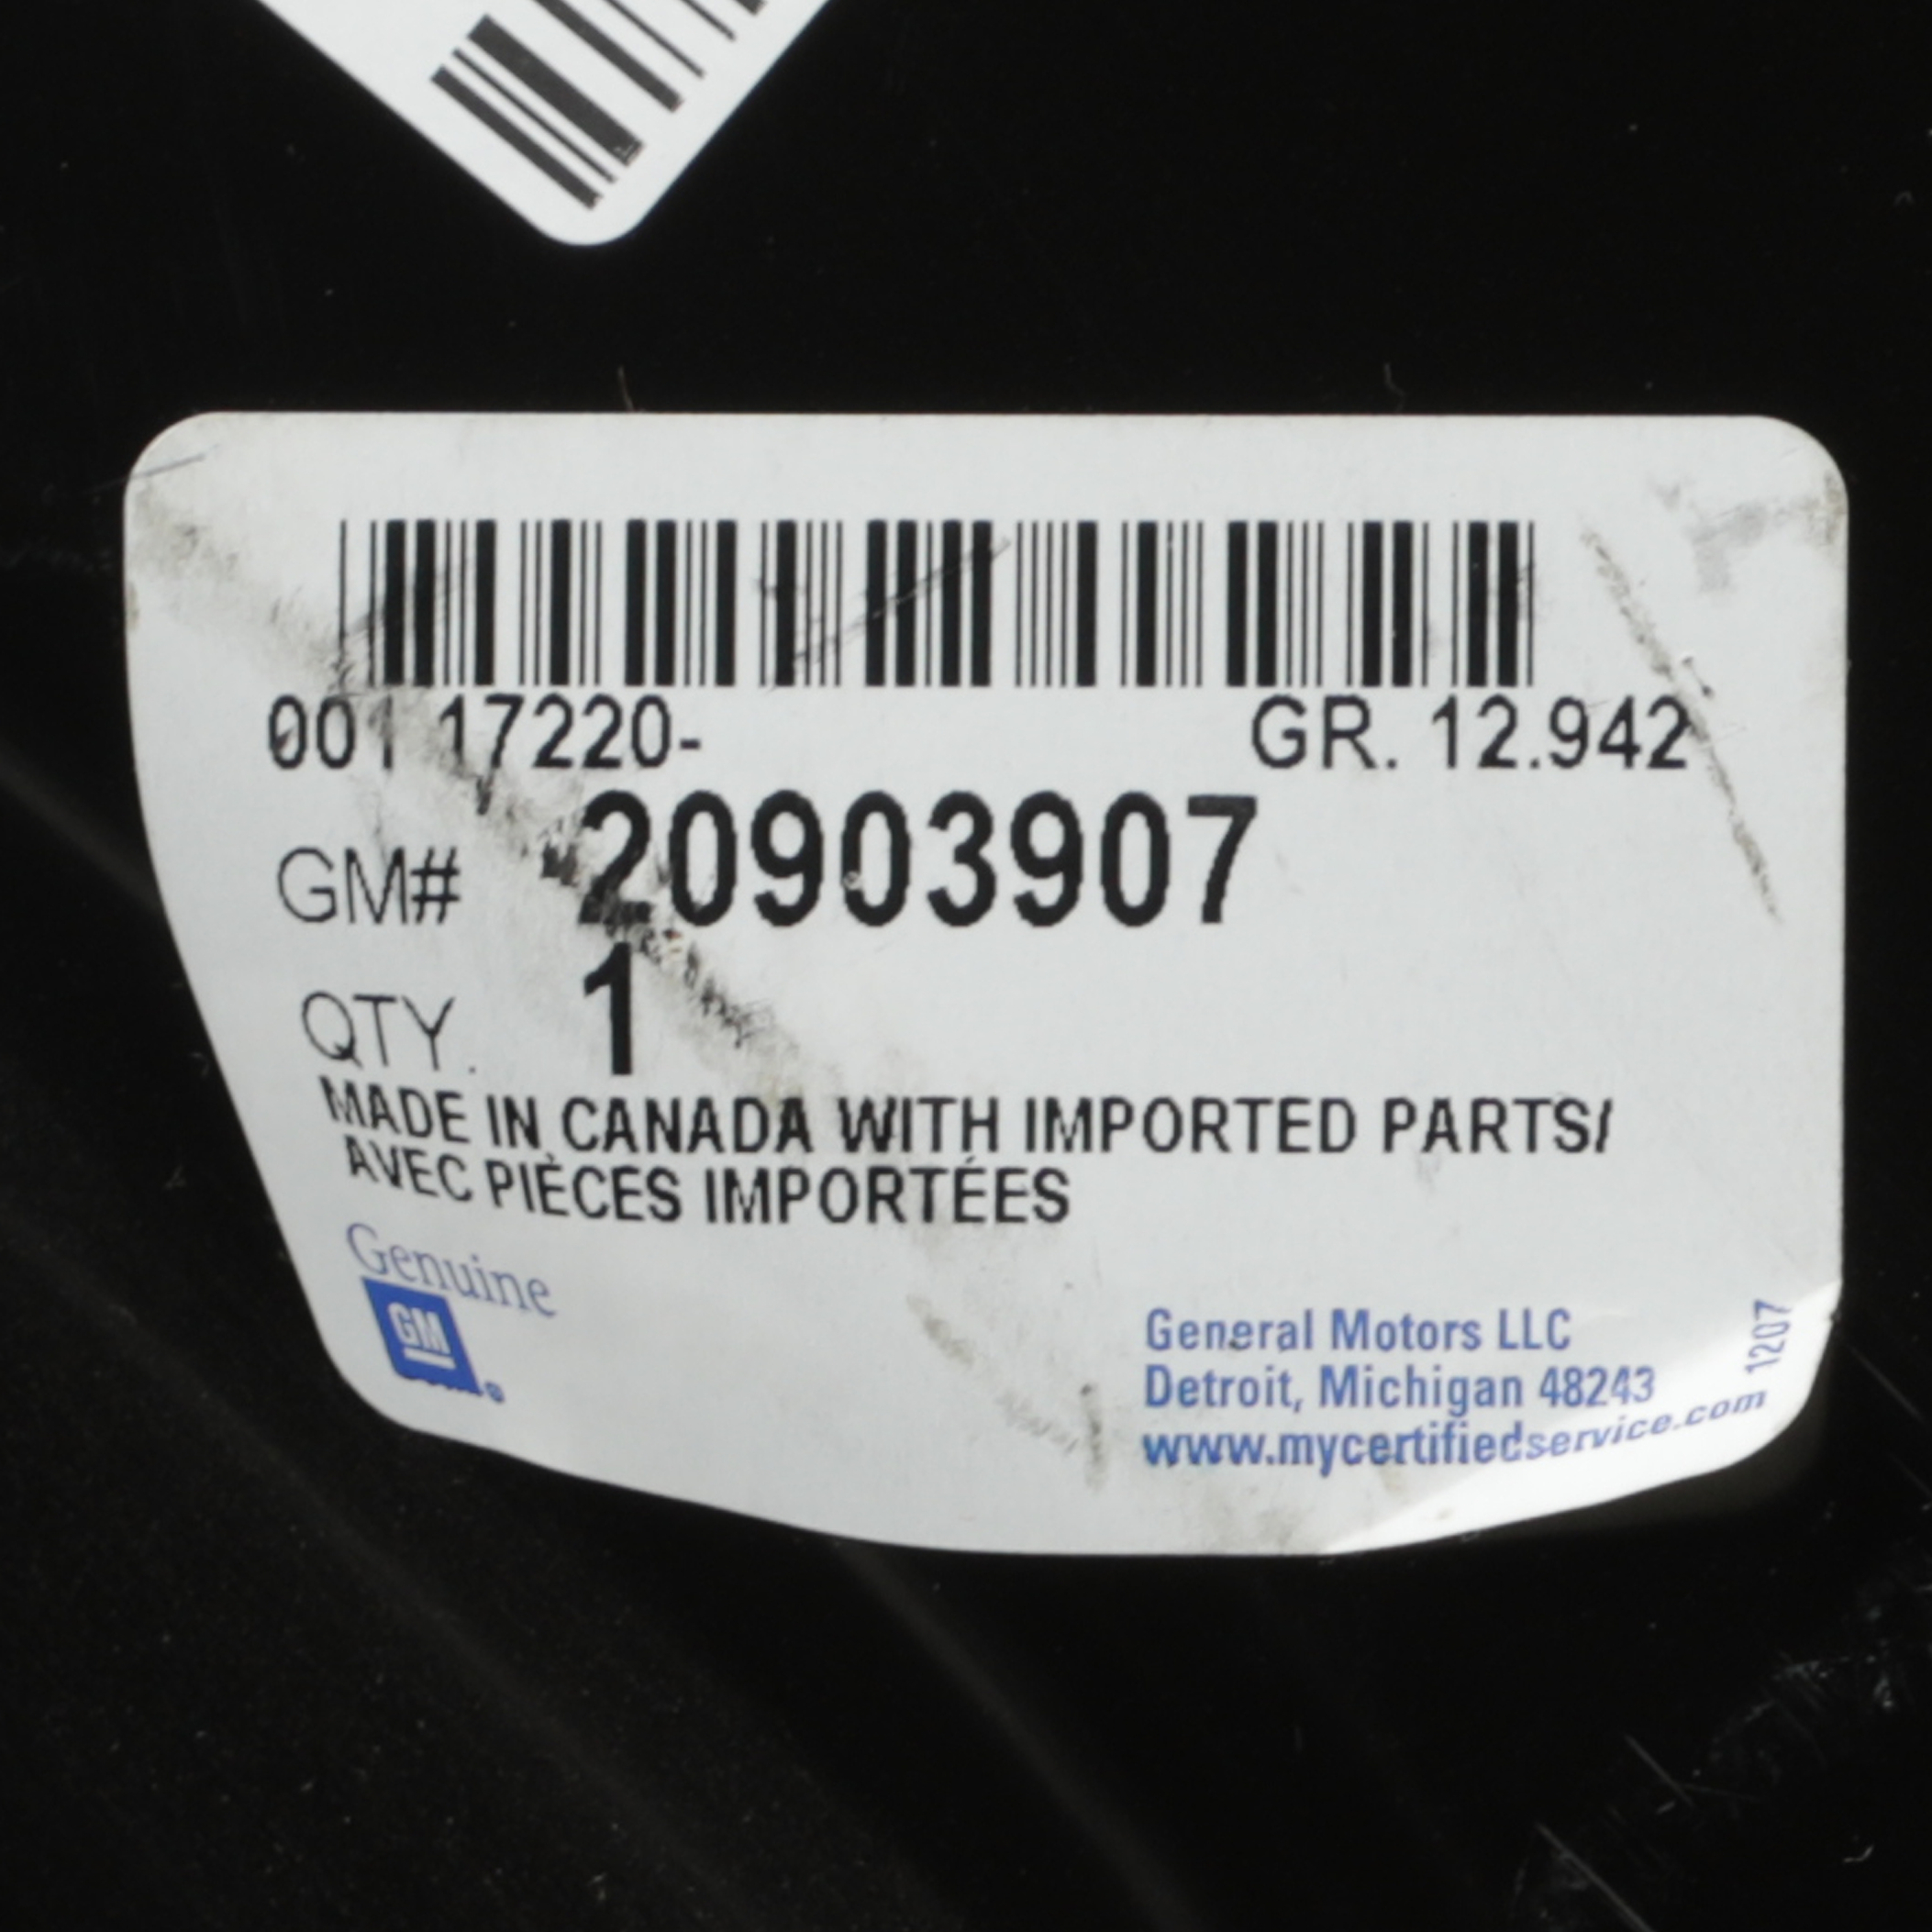 001 17220- GR. 12.942
GM# 20903907
QTY. 1
MADE IN CANADA WITH IMPORTED PARTS/
AVEC PIÈCES IMPORTÉES
Genuine
GM
®
General Motors LLC
Detroit, Michigan 48243
www.mycertifiedservice.com
1207